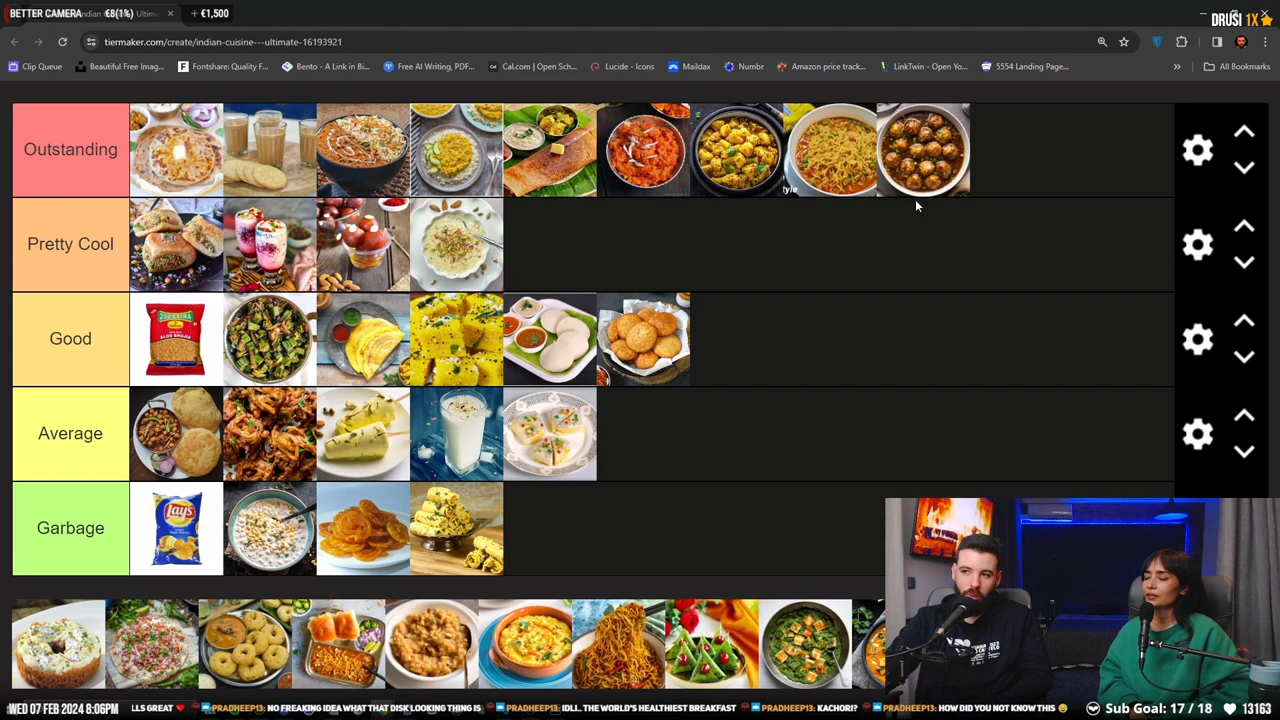 BETTER CAMERA €8(1%) + €1,500
DRUSI 1X
tiermaker.com/create/indian-cuisine---ultimate-16193921
Clip Queue Beautiful Free Imag... Fontshare: Quality F... Bento - A Link in Bi... Free AI Writing, PDF... Cal.com | Open Sch... Lucide - Icons Maildax Numbr Amazon price track... LinkTwin - Open Yo... 5554 Landing Page... » All Bookmarks
Outstanding
Pretty Cool
Good
Average
Garbage
Lay's
WED 07 FEB 2024 8:06PM
LLS GREAT PRADHEEP13: NO FREAKING IDEA WHAT THAT DISK LOOKING THING IS PRADHEEP13: IDLI.. THE WORLD'S HEALTHIEST BREAKFAST PRADHEEP13: KACHORI? PRADHEEP13: HOW DID YOU NOT KNOW THIS
Sub Goal: 17 / 18 13163